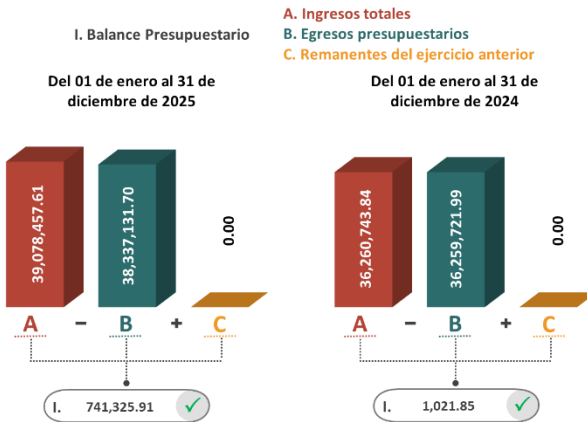 I. Balance Presupuestario
A. Ingresos totales
B. Egresos presupuestarios
C. Remanentes del ejercicio anterior
Del 01 de enero al 31 de
diciembre de 2025
39,078,457.61
38,337,131.70
0.00
A − B + C
I. 741,325.91 ✓
Del 01 de enero al 31 de
diciembre de 2024
36,260,743.84
36,259,721.99
0.00
A − B + C
I. 1,021.85 ✓